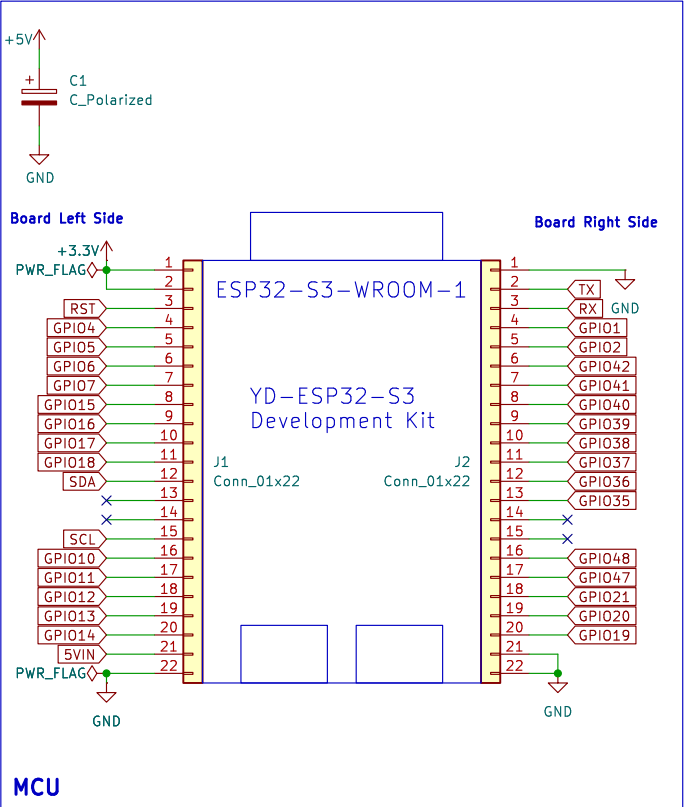 +5V
+
C1
C_Polarized
GND
Board Left Side
Board Right Side
+3.3V
PWR_FLAG
1
2
RST 3
GPIO4 4
GPIO5 5
GPIO6 6
GPIO7 7
GPIO15 8
GPIO16 9
GPIO17 10
GPIO18 11
SDA 12
13
14
SCL 15
GPIO10 16
GPIO11 17
GPIO12 18
GPIO13 19
GPIO14 20
5VIN 21
PWR_FLAG 22
GND
ESP32-S3-WROOM-1
YD-ESP32-S3
Development Kit
J1
Conn_01x22
J2
Conn_01x22
1
GND
2 TX
3 RX
4 GPIO1
5 GPIO2
6 GPIO42
7 GPIO41
8 GPIO40
9 GPIO39
10 GPIO38
11 GPIO37
12 GPIO36
13 GPIO35
14
15
16 GPIO48
17 GPIO47
18 GPIO21
19 GPIO20
20 GPIO19
21
22
GND
MCU